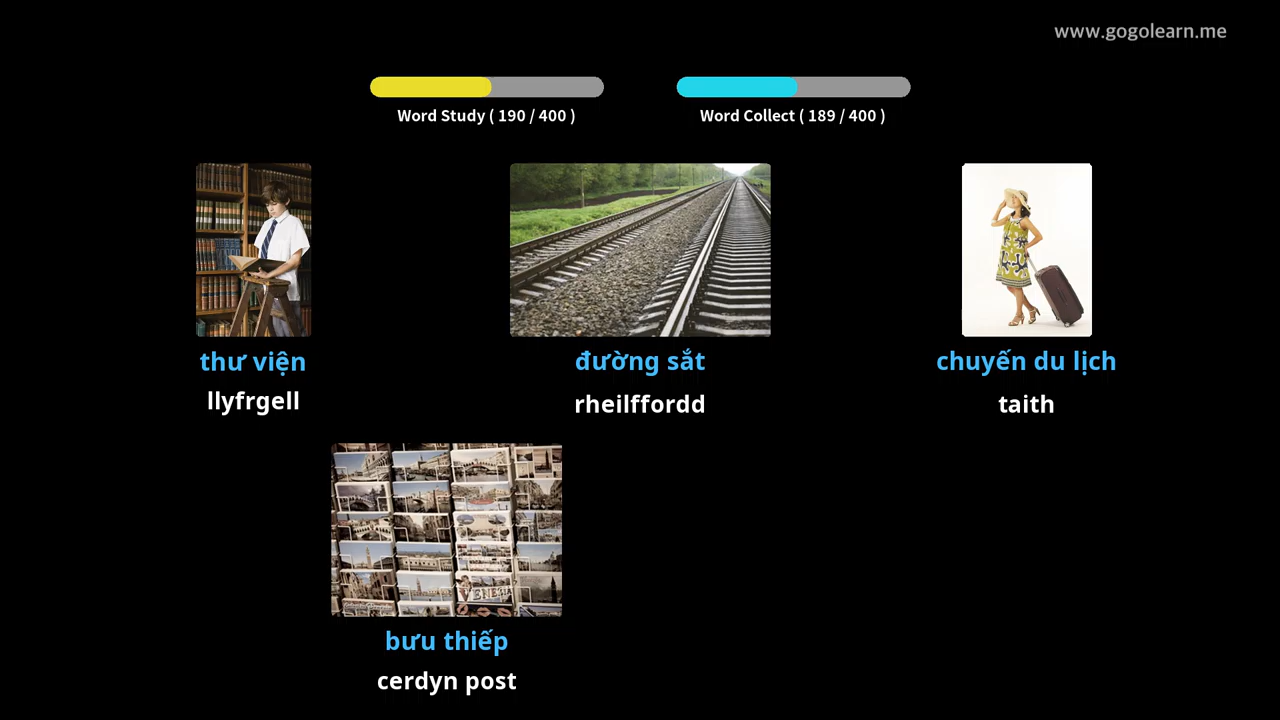 www.gogolearn.me
Word Study ( 190 / 400 )
Word Collect ( 189 / 400 )
thư viện
đường sắt
chuyến du lịch
llyfrgell
rheilffordd
taith
VENEZIA
bưu thiếp
cerdyn post